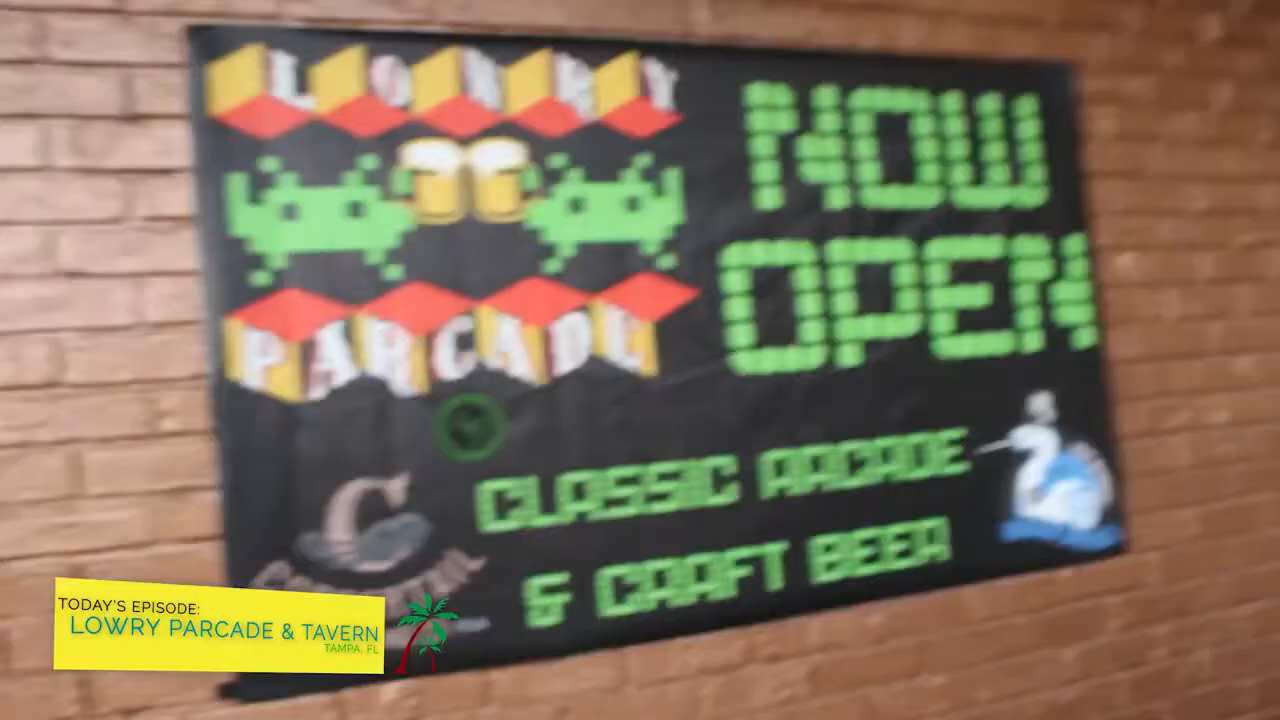 LOWRY
PARCADE
NOW
OPEN
CLASSIC ARCADE
& CRAFT BEER
TODAY'S EPISODE:
LOWRY PARCADE & TAVERN
TAMPA, FL